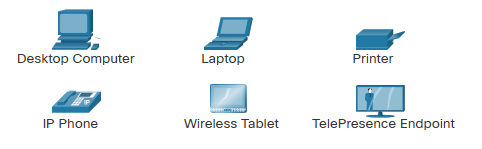 Desktop Computer
Laptop
Printer
IP Phone
Wireless Tablet
TelePresence Endpoint